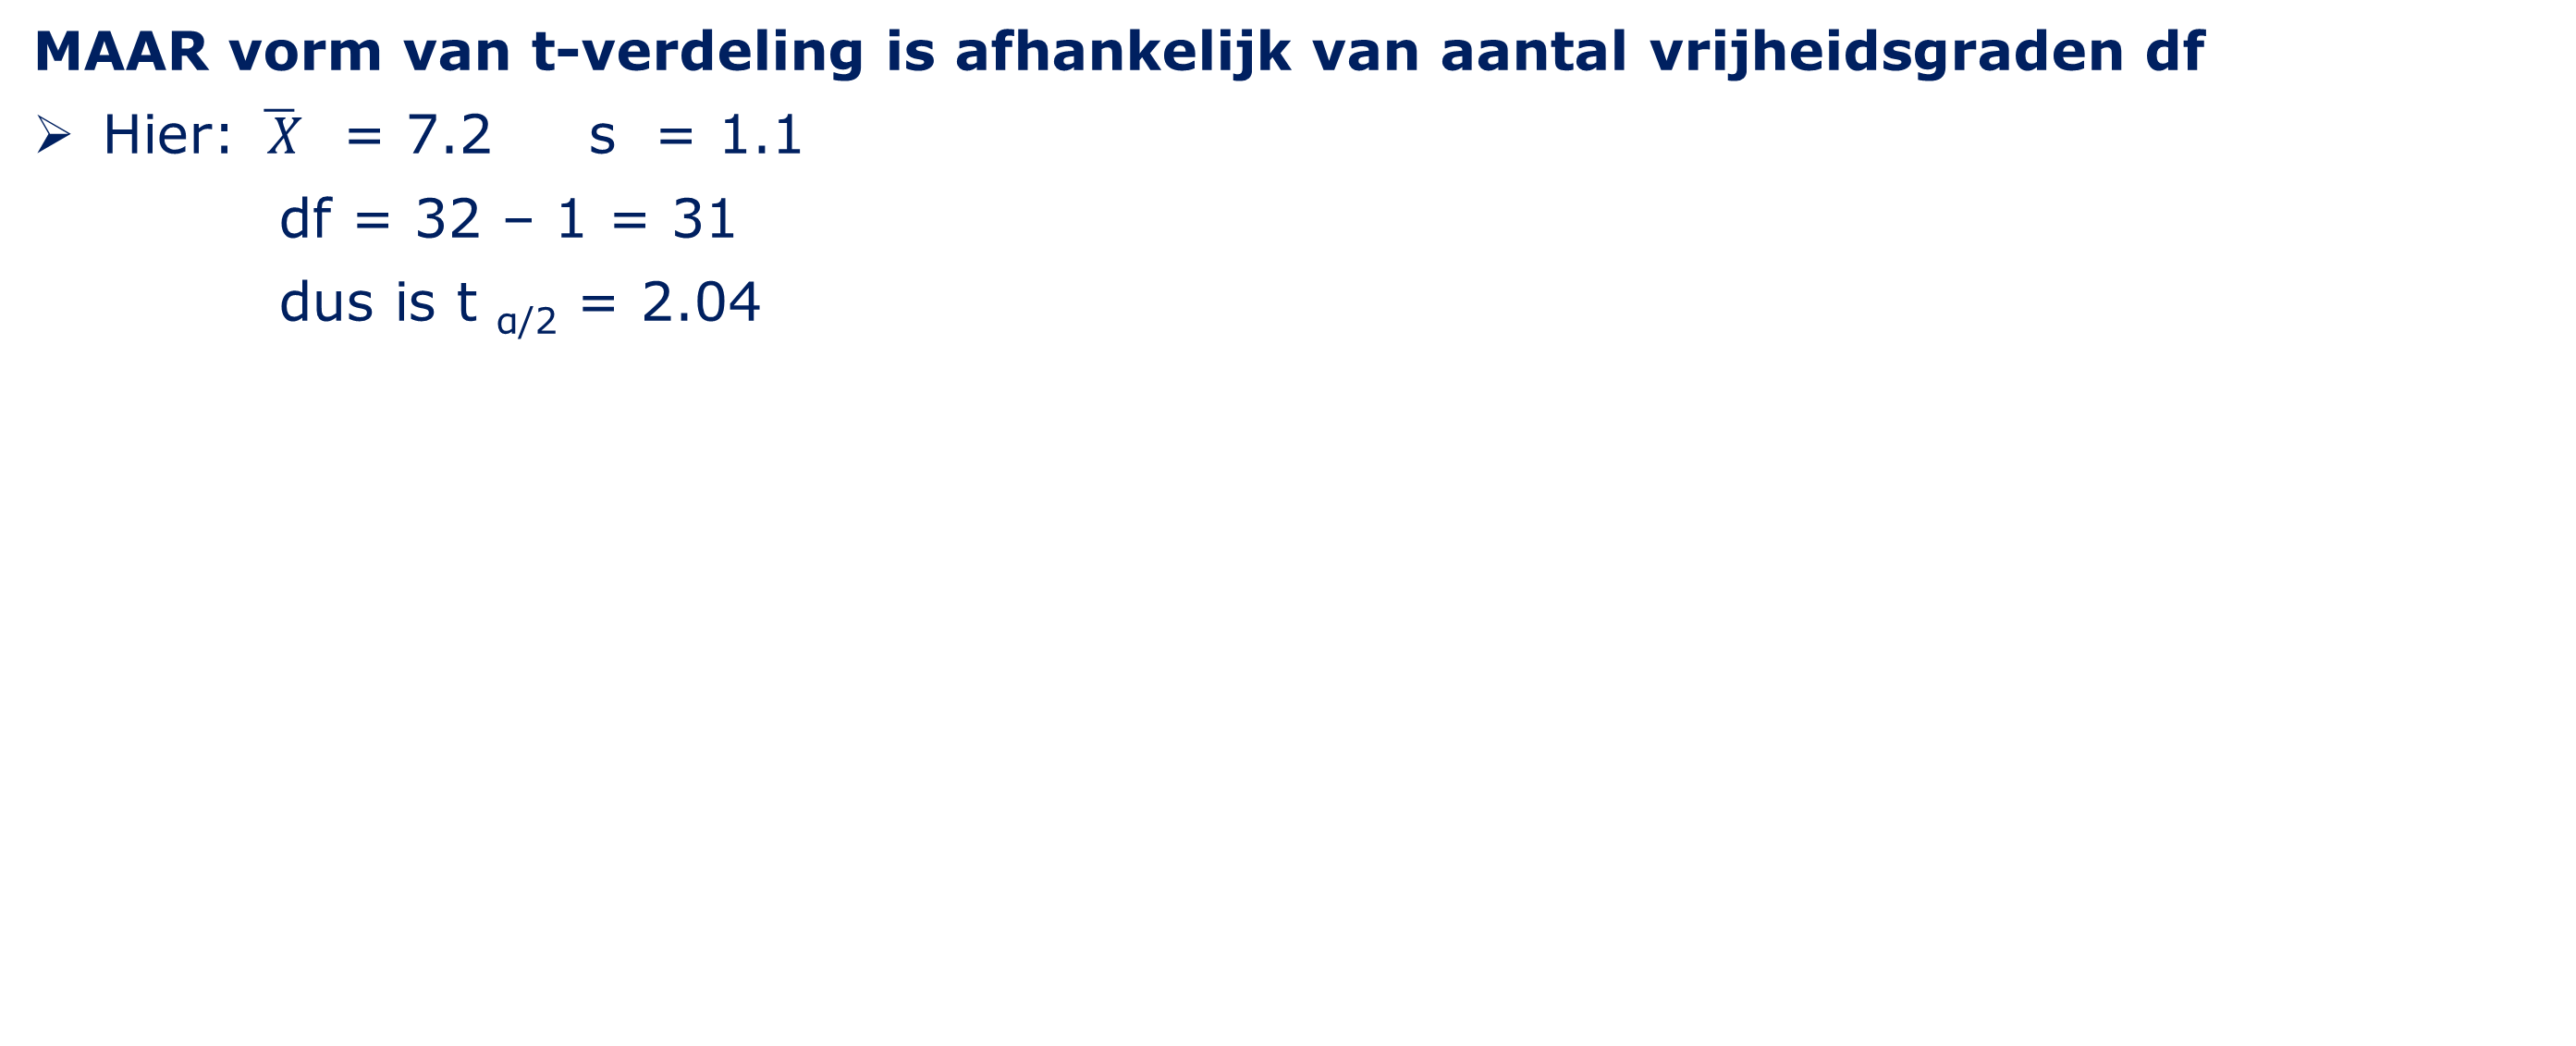 MAAR vorm van t-verdeling is afhankelijk van aantal vrijheidsgraden df
➢ Hier: X̅ = 7.2 s = 1.1
df = 32 – 1 = 31
dus is t α/2 = 2.04